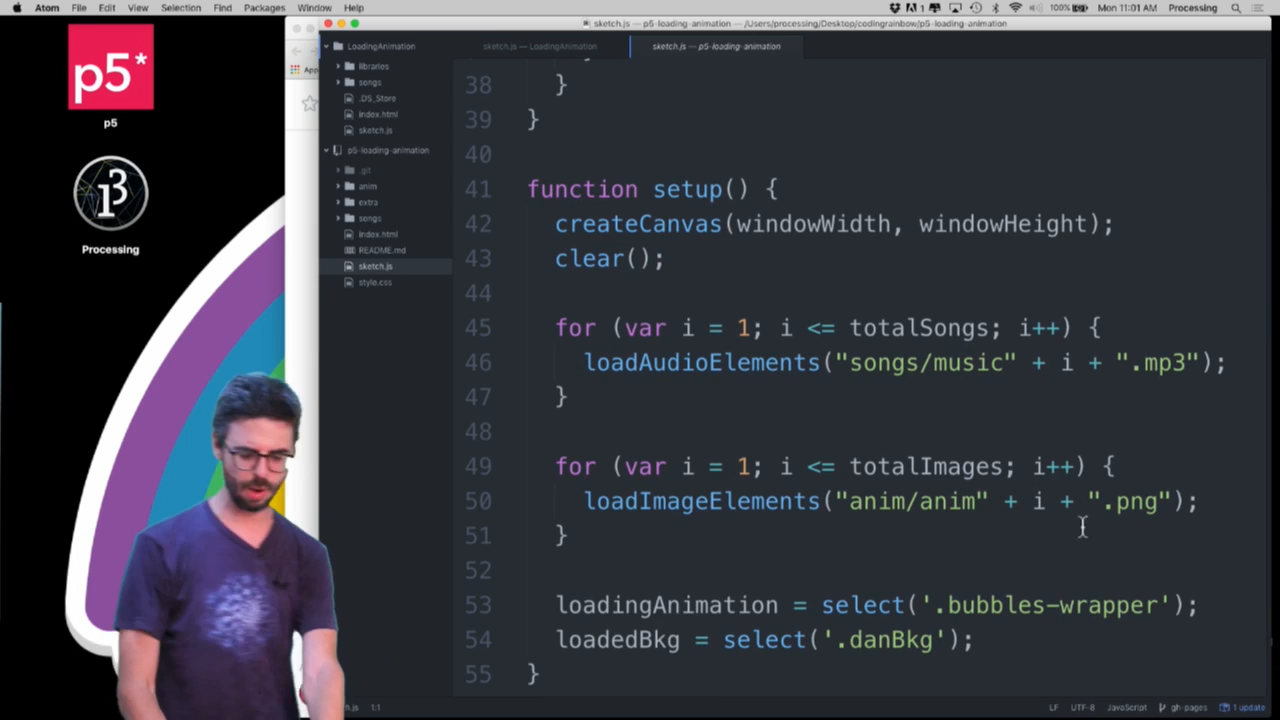 Atom File Edit View Selection Find Packages Window Help
100% Mon 11:01 AM Processing
sketch.js — p5-loading-animation — /Users/processing/Desktop/codingrainbow/p5-loading-animation
LoadingAnimation
sketch.js — LoadingAnimation
sketch.js — p5-loading-animation
libraries
songs
.DS_Store
index.html
sketch.js
p5-loading-animation
.git
anim
extra
songs
index.html
README.md
sketch.js
style.css
p5*
p5
Processing
38 }
39 }
40
41 function setup() {
42 createCanvas(windowWidth, windowHeight);
43 clear();
44
45 for (var i = 1; i <= totalSongs; i++) {
46 loadAudioElements("songs/music" + i + ".mp3");
47 }
48
49 for (var i = 1; i <= totalImages; i++) {
50 loadImageElements("anim/anim" + i + ".png");
51 }
52
53 loadingAnimation = select('.bubbles-wrapper');
54 loadedBkg = select('.danBkg');
55 }
1:1
LF UTF-8 JavaScript gh-pages 1 update